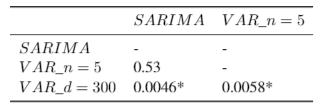 SARIMA VAR_n = 5
SARIMA - -
VAR_n = 5 0.53 -
VAR_d = 300 0.0046* 0.0058*